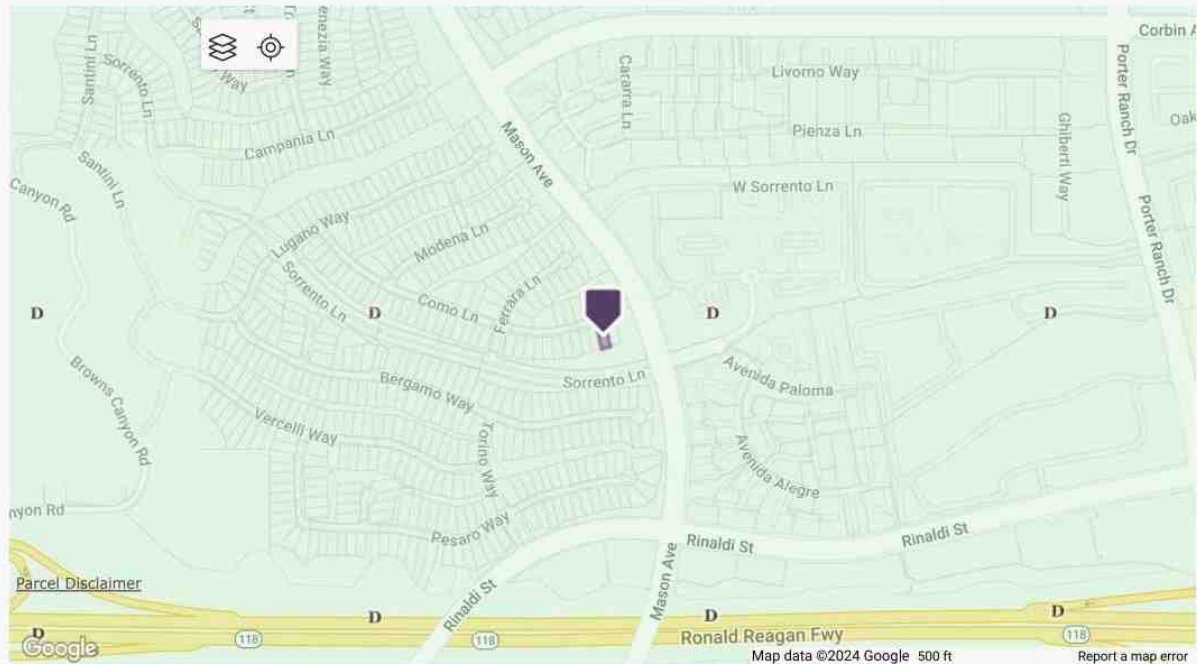 Corbin A
Santini Ln
Sorrento Ln
enezia Way
Way
Cararra Ln
Livorno Way
Porter Ranch Dr
Mason Ave
Pienza Ln
Ghiberti Way
Oak
Campania Ln
Santini Ln
Canyon Rd
W Sorrento Ln
Lugano Way
Modena Ln
Porter Ranch Dr
Sorrento Ln
Ferrara Ln
Como Ln
D
D
D
D
Browns Canyon Rd
Bergamo Way
Sorrento Ln
Avenida Paloma
Vercelli Way
Torino Way
Avenida Alegre
nyon Rd
Pesaro Way
Rinaldi St
Rinaldi St
Parcel Disclaimer
Rinaldi St
Mason Ave
D
D
D
D
118
118
Ronald Reagan Fwy
118
Google
Map data ©2024 Google 500 ft
Report a map error